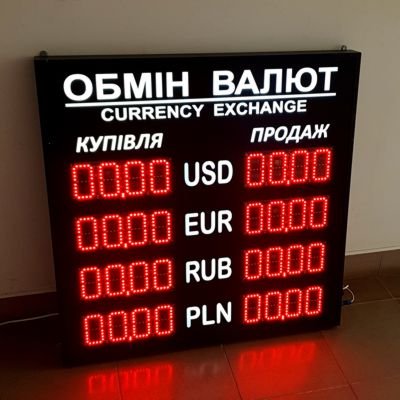 ОБМІН ВАЛЮТ
CURRENCY EXCHANGE
КУПІВЛЯ ПРОДАЖ
00,00 USD 00,00
00,00 EUR 00,00
00,00 RUB 00,00
00,00 PLN 00,00